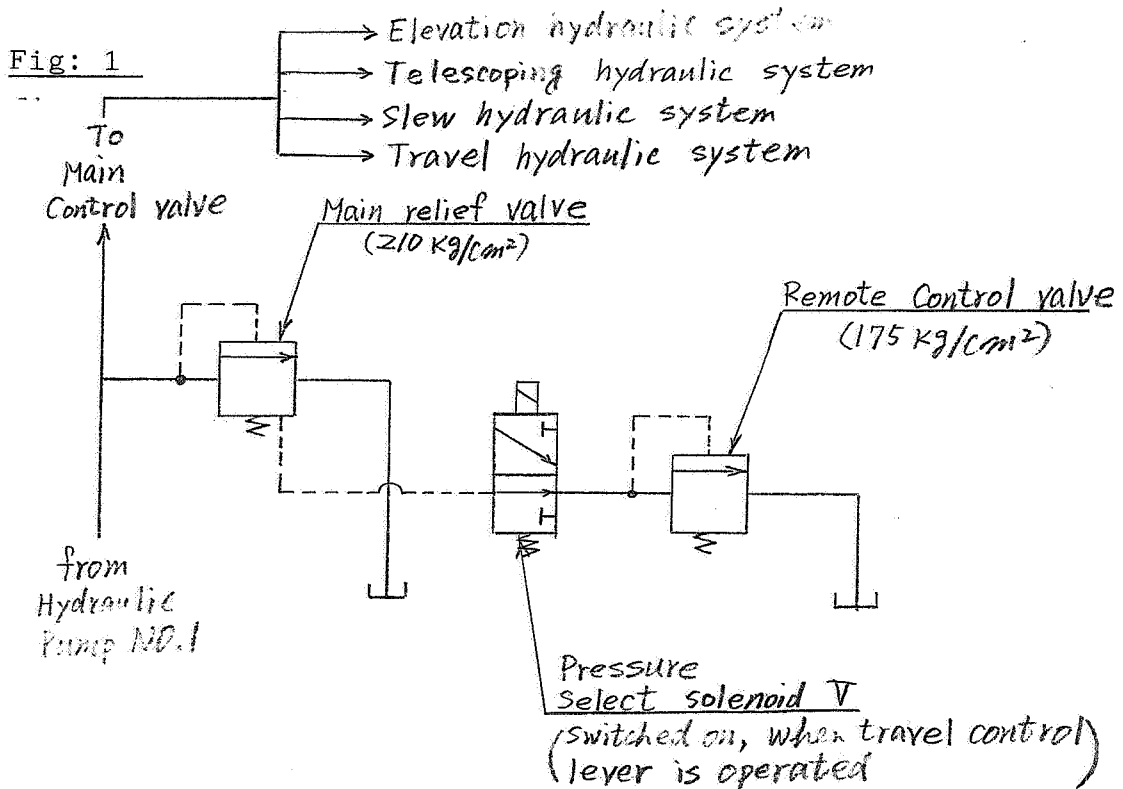 Fig: 1
Elevation hydraulic system
Telescoping hydraulic system
Slew hydraulic system
Travel hydraulic system
To
Main
Control valve
Main relief valve
(210 Kg/cm²)
Remote Control valve
(175 Kg/cm²)
from
Hydraulic
Pump NO.1
Pressure
Select solenoid V
(switched on, when travel control
lever is operated)